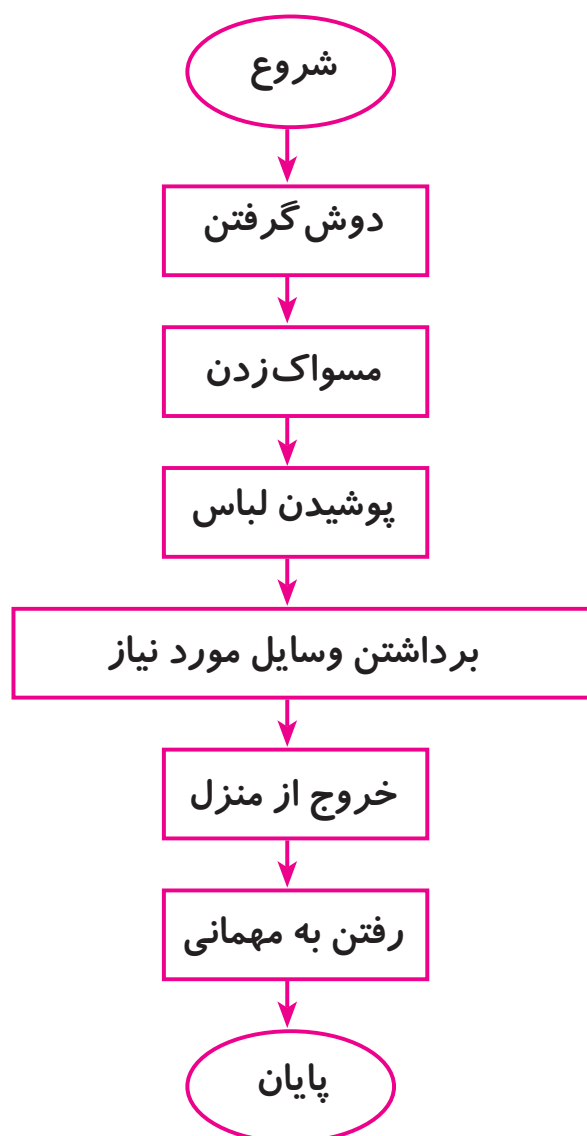 شروع
دوش گرفتن
مسواک زدن
پوشیدن لباس
برداشتن وسایل مورد نیاز
خروج از منزل
رفتن به مهمانی
پایان